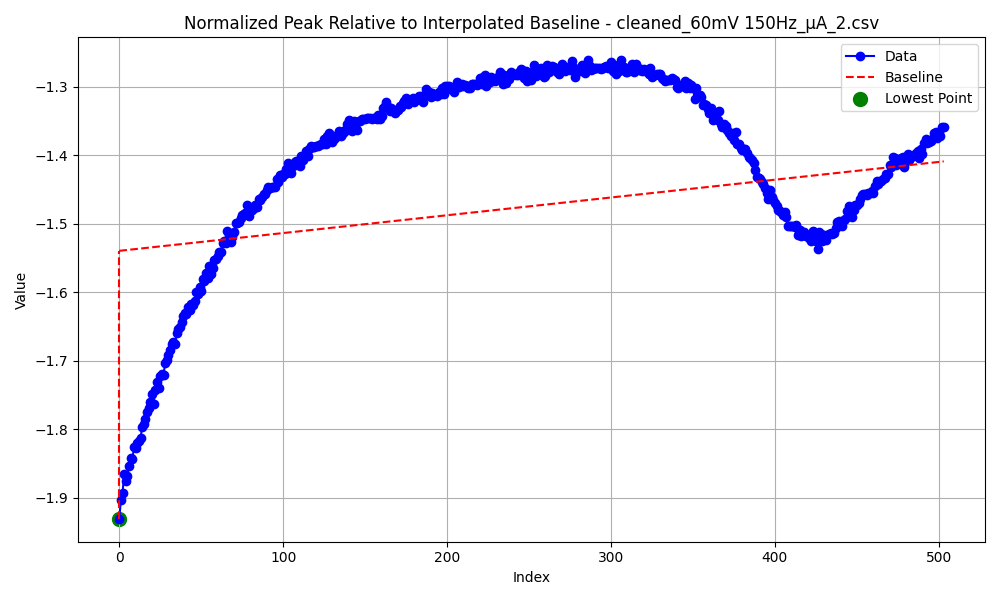 Normalized Peak Relative to Interpolated Baseline - cleaned_60mV 150Hz_μA_2.csv
Data
Baseline
Lowest Point
Value
−1.3
−1.4
−1.5
−1.6
−1.7
−1.8
−1.9
0
100
200
300
400
500
Index